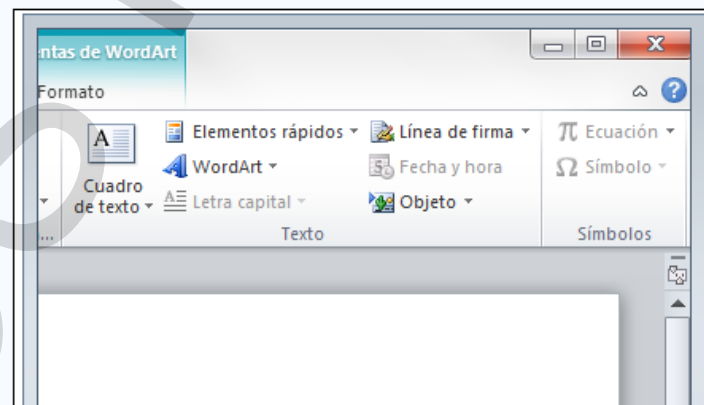 ntas de WordArt
Formato
Elementos rápidos
Línea de firma
π Ecuación
A
WordArt
Fecha y hora
Ω Símbolo
Cuadro
de texto
Letra capital
Objeto
...
Texto
Símbolos